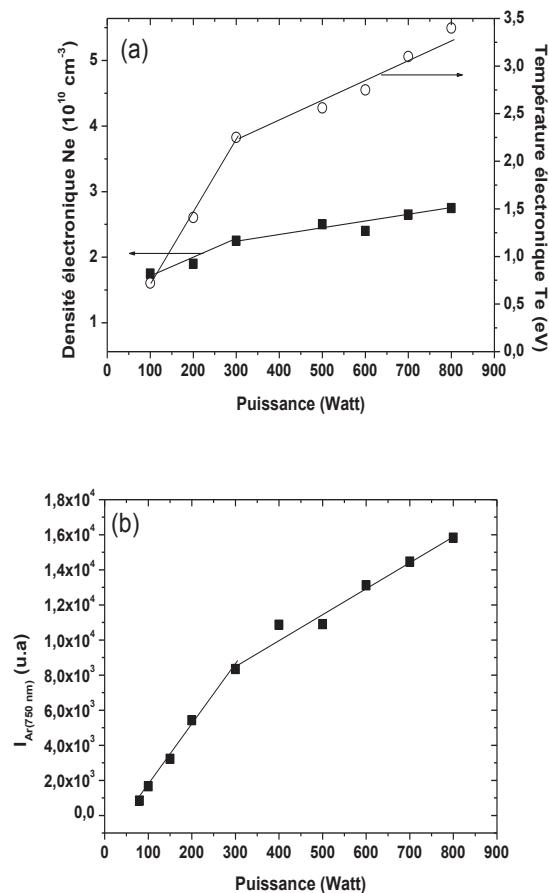 (a)
Densité électronique Ne (10¹⁰ cm⁻³)
5
4
3
2
1
3,5
3,0
2,5
2,0
1,5
1,0
0,5
0,0
Température électronique Te (eV)
100 200 300 400 500 600 700 800 900
Puissance (Watt)
(b)
I_Ar(750 nm) (u.a)
1,8x10⁴
1,6x10⁴
1,4x10⁴
1,2x10⁴
1,0x10⁴
8,0x10³
6,0x10³
4,0x10³
2,0x10³
0,0
100 200 300 400 500 600 700 800 900
Puissance (Watt)